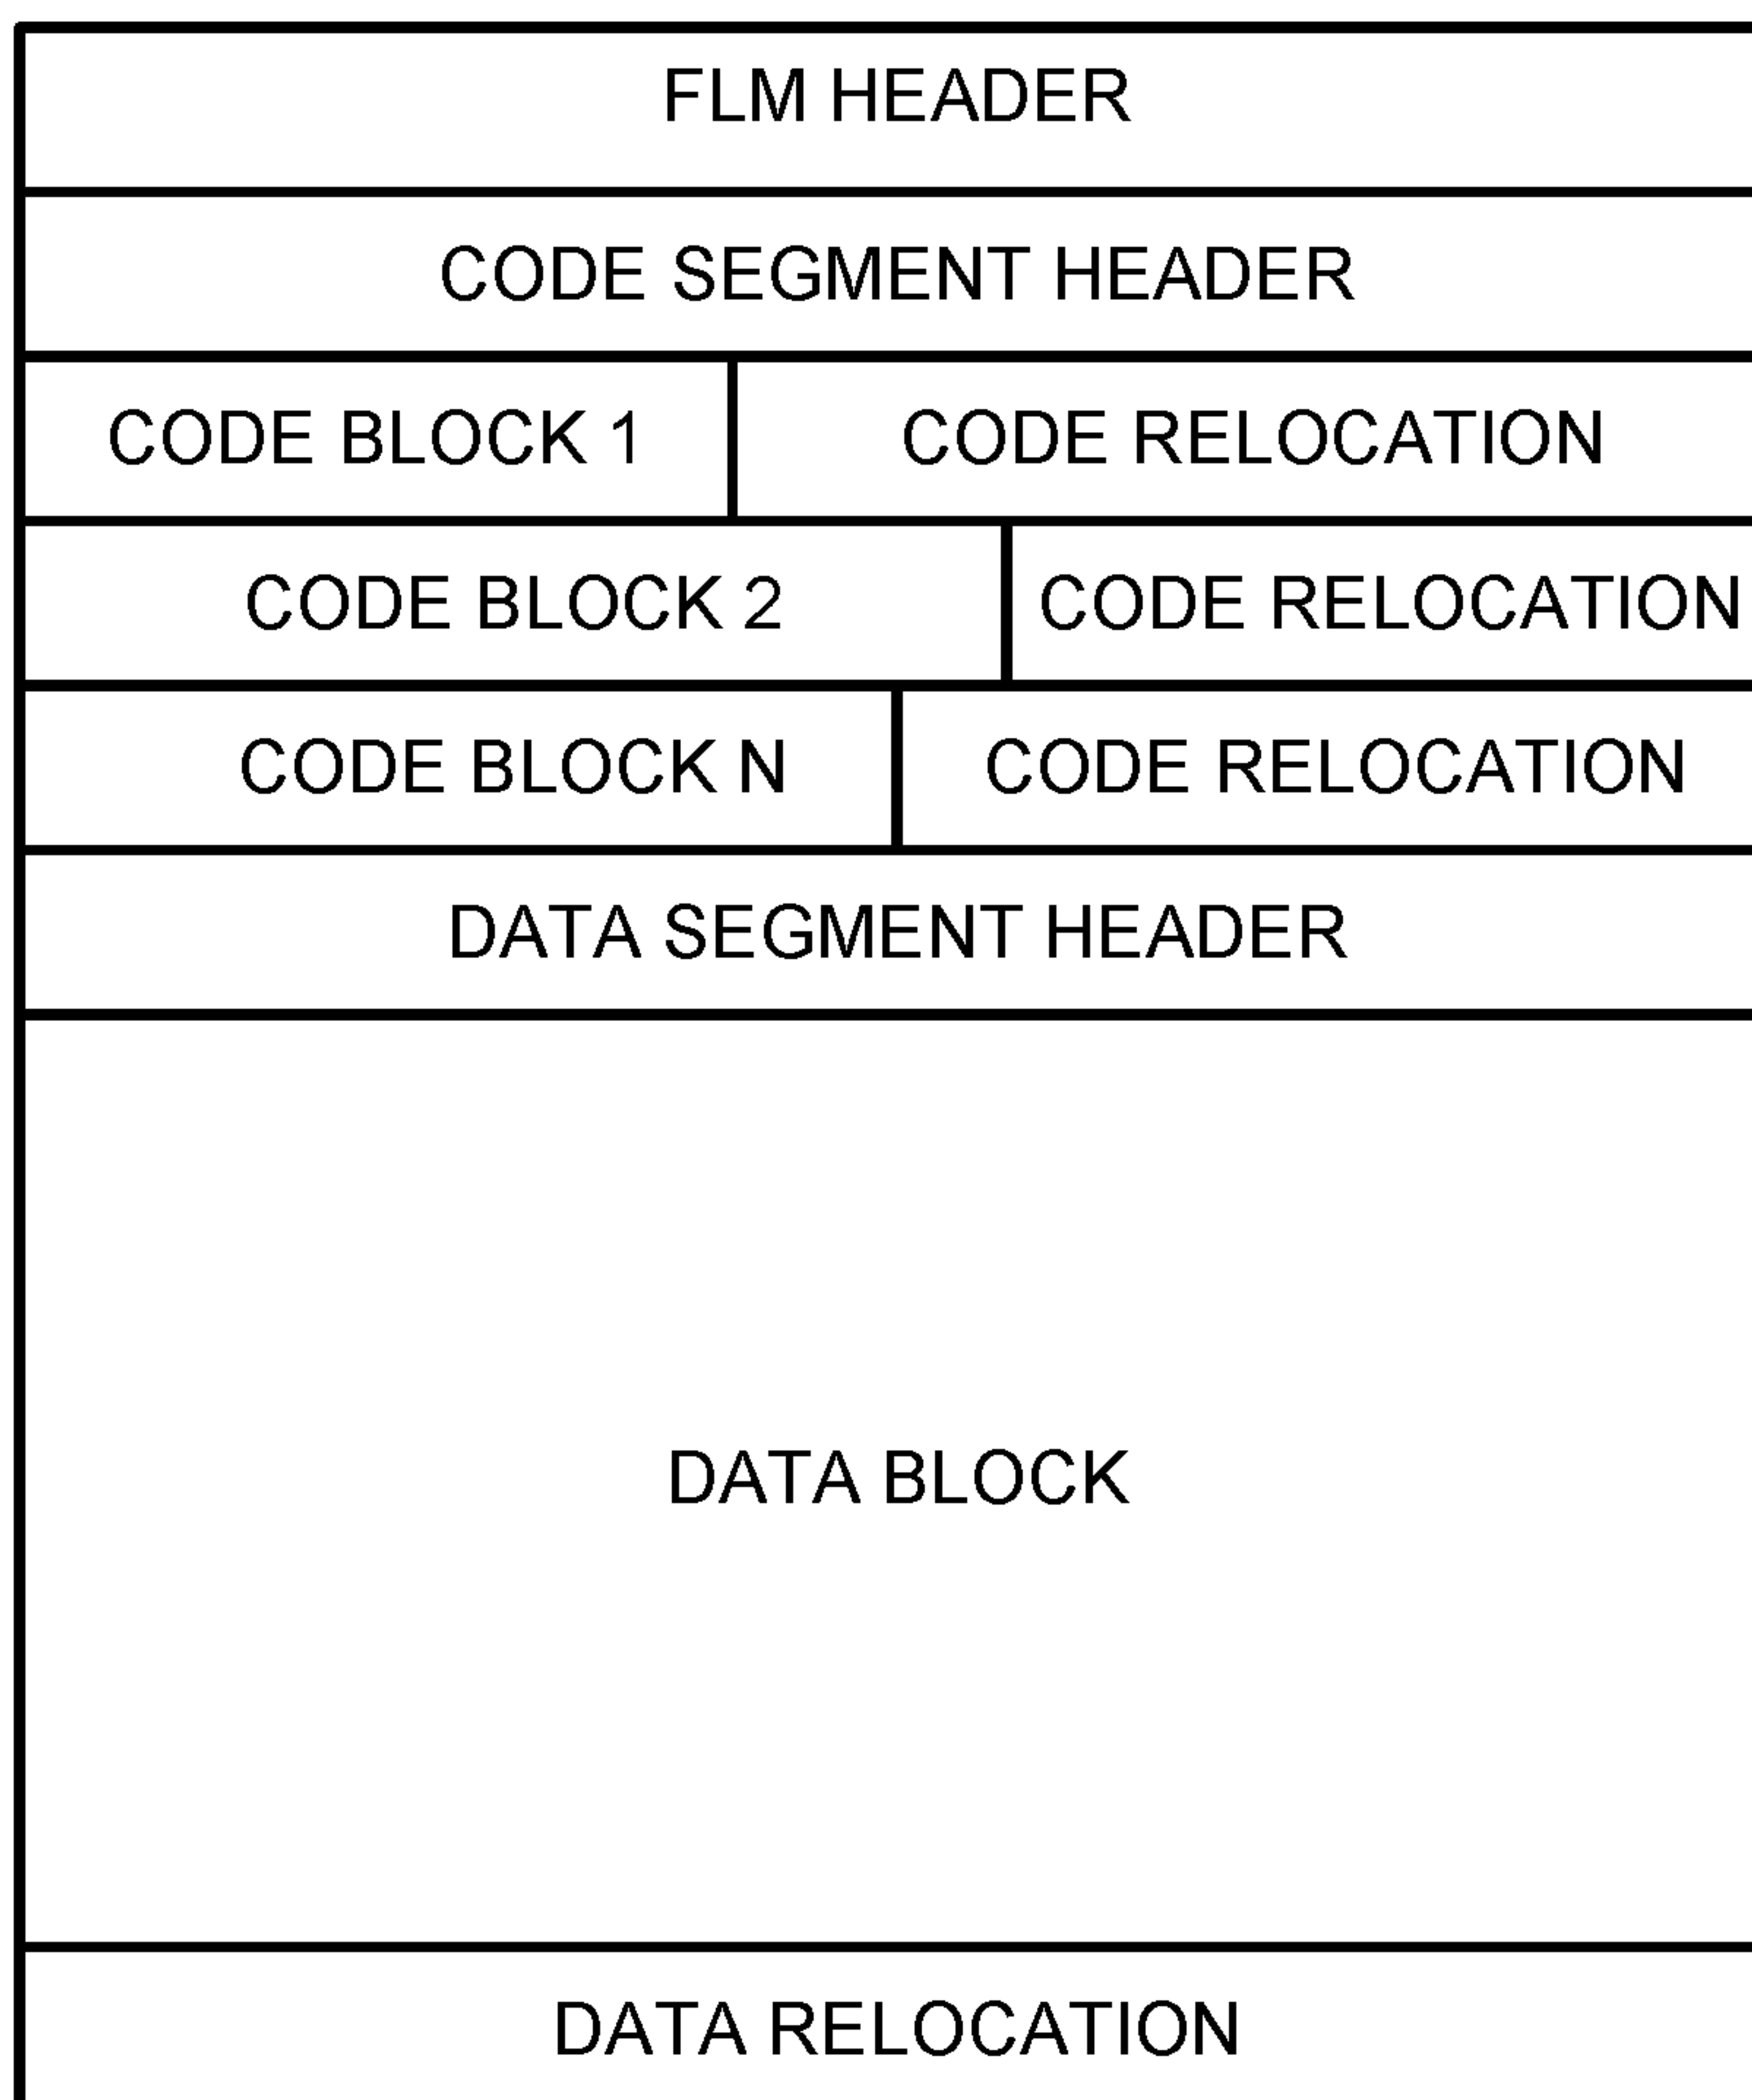 FLM HEADER
CODE SEGMENT HEADER
CODE BLOCK 1 CODE RELOCATION
CODE BLOCK 2 CODE RELOCATION
CODE BLOCK N CODE RELOCATION
DATA SEGMENT HEADER
DATA BLOCK
DATA RELOCATION